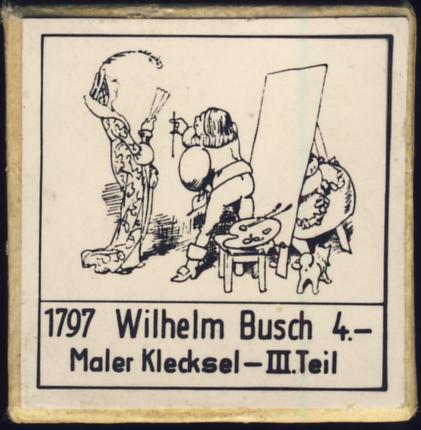 1797 Wilhelm Busch 4.–
Maler Klecksel – III.Teil